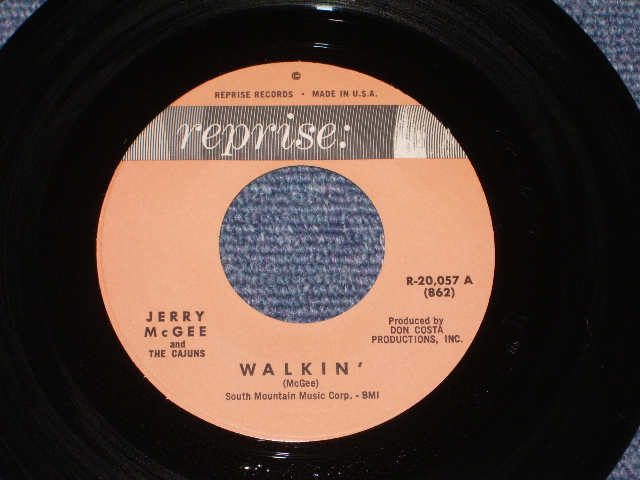 ©
REPRISE RECORDS • MADE IN U.S.A.
reprise:
R-20,057 A
(862)
JERRY
McGEE
and
THE CAJUNS
Produced by
DON COSTA
PRODUCTIONS, INC.
WALKIN'
(McGee)
South Mountain Music Corp. - BMI